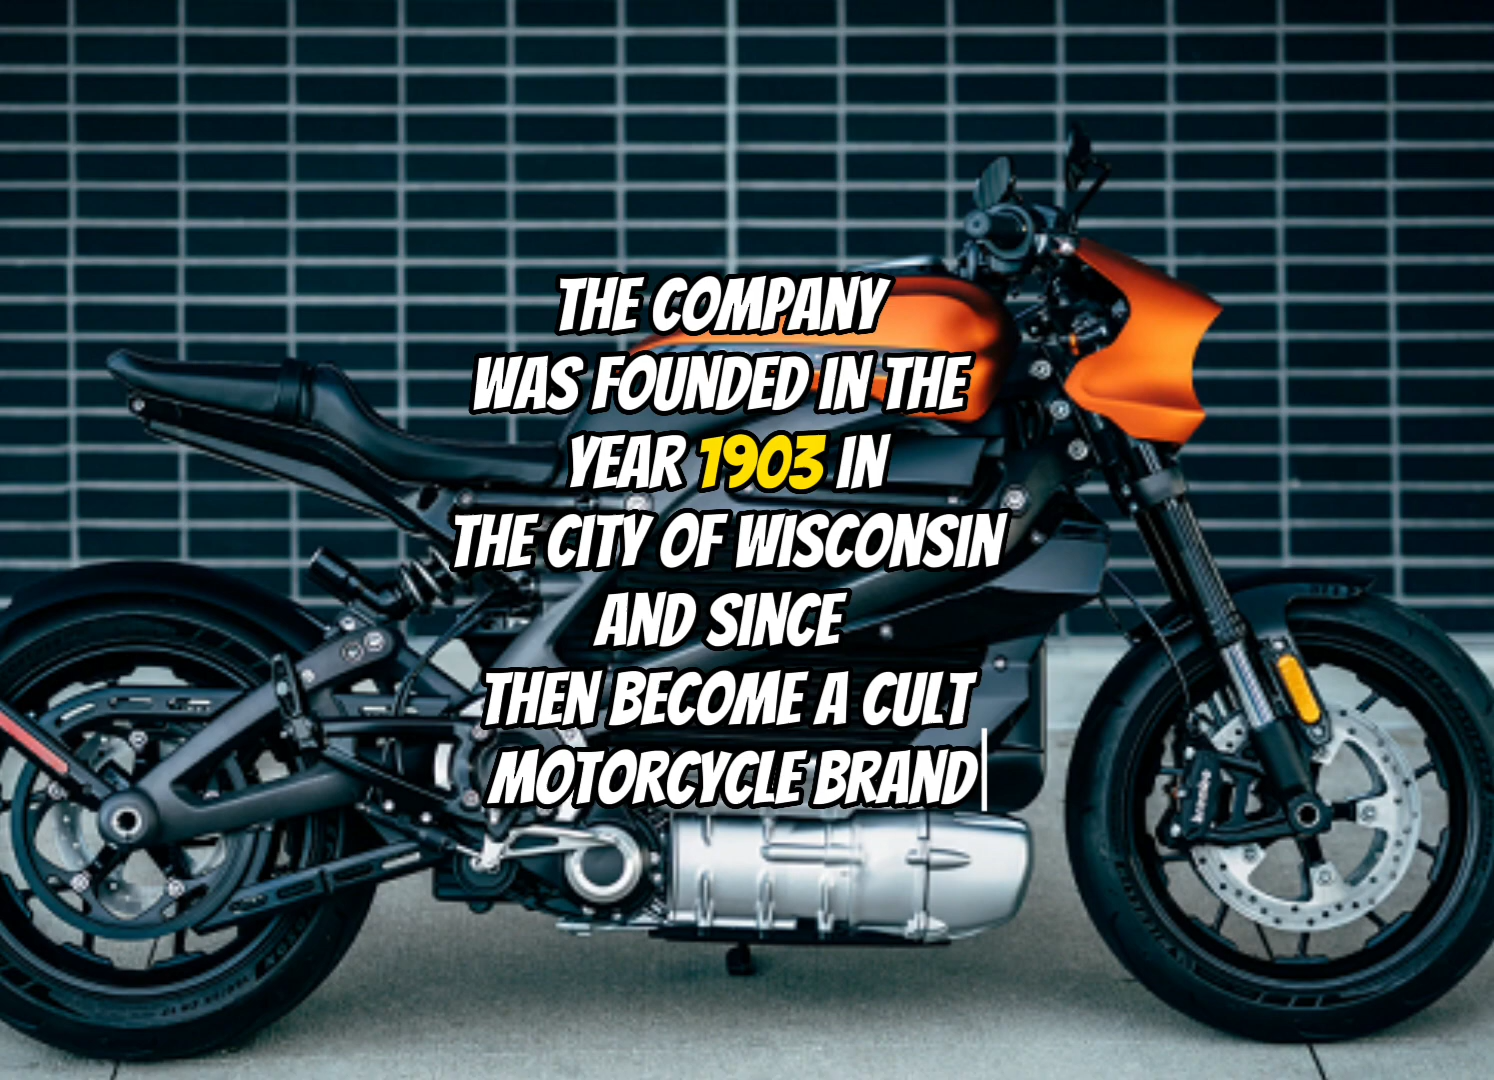 THE COMPANY
WAS FOUNDED IN THE
YEAR 1903 IN
THE CITY OF WISCONSIN
AND SINCE
THEN BECOME A CULT
MOTORCYCLE BRAND
brembo